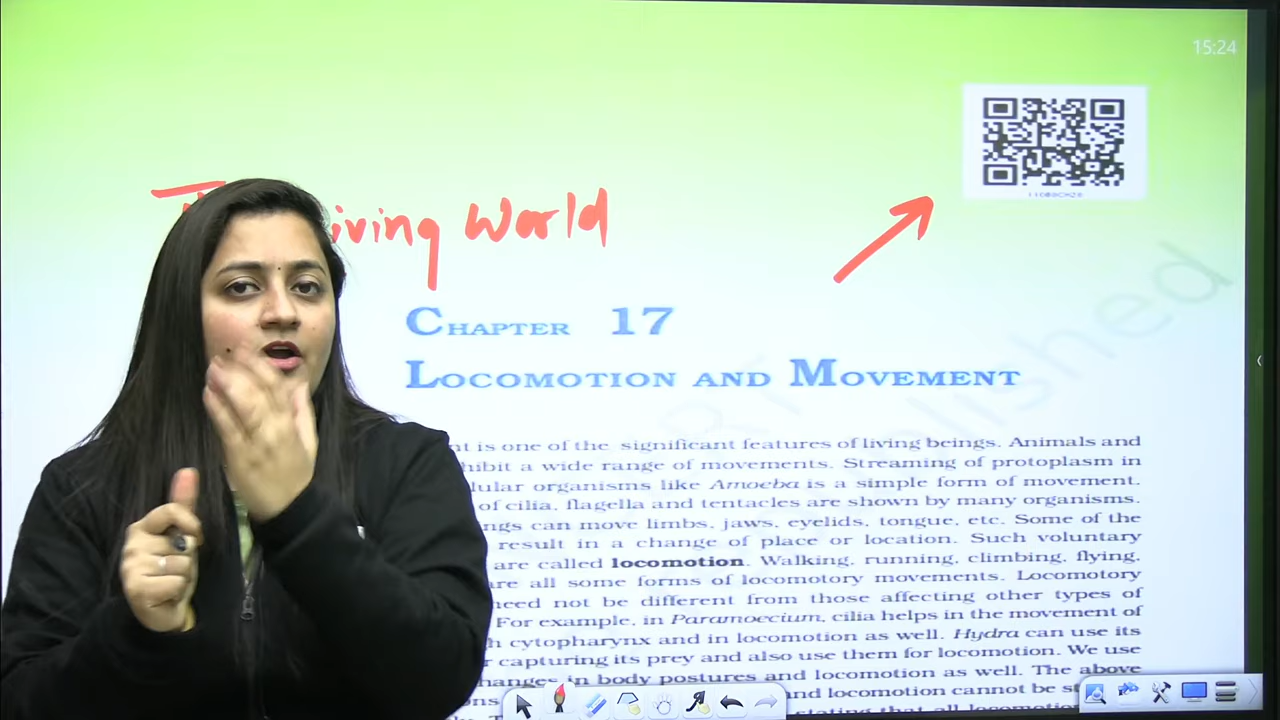 15:24
living World
CHAPTER 17
LOCOMOTION AND MOVEMENT
is one of the significant features of living beings. Animals and
a wide range of movements. Streaming of protoplasm in
organisms like Amoeba is a simple form of movement.
of cilia, flagella and tentacles are shown by many organisms.
can move limbs, jaws, eyelids, tongue, etc. Some of the
result in a change of place or location. Such voluntary
are called locomotion. Walking, running, climbing, flying,
are all some forms of locomotory movements. Locomotory
need not be different from those affecting other types of
For example, in Paramoecium, cilia helps in the movement of
cytopharynx and in locomotion as well. Hydra can use its
capturing its prey and also use them for locomotion. We use
changes in body postures and locomotion as well. The above
and locomotion cannot be
stating that all